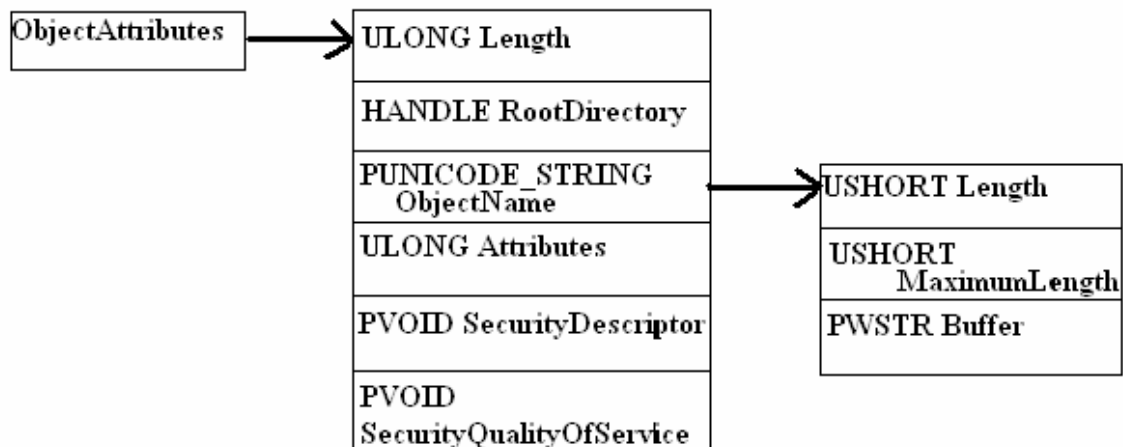 ObjectAttributes
ULONG Length
HANDLE RootDirectory
PUNICODE_STRING
ObjectName
ULONG Attributes
PVOID SecurityDescriptor
PVOID
SecurityQualityOfService
USHORT Length
USHORT
MaximumLength
PWSTR Buffer